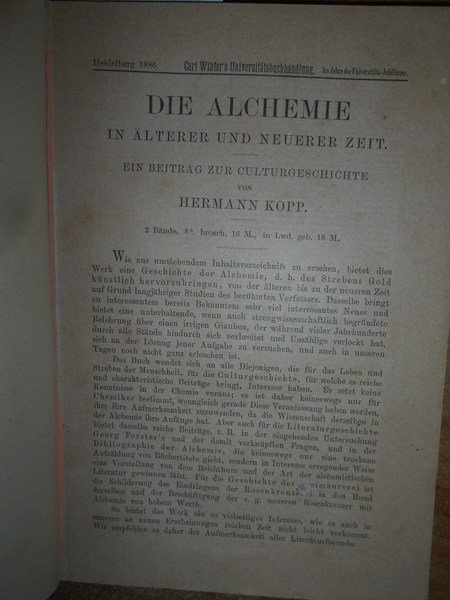 Heidelberg 1886. Carl Winter's Universitätsbuchhandlung. Im Jahre des Universitäts-Jubiläums.
DIE ALCHEMIE
IN ÄLTERER UND NEUERER ZEIT.
EIN BEITRAG ZUR CULTURGESCHICHTE
VON
HERMANN KOPP.
2 Bände. 8º. brosch. 16 M., in Lwd. geb. 18 M.
Wie aus umstehendem Inhaltsverzeichniß zu ersehen, bietet dies
Werk eine Geschichte der Alchemie, d. h. des Strebens Gold
künstlich hervorzubringen, von der älteren bis zu der neueren Zeit
auf Grund langjähriger Studien des berühmten Verfassers. Dasselbe bringt
zu interessantem bereits Bekanntem sehr viel interessantes Neues und
bietet eine unterhaltende, wenn auch strengwissenschaftlich begründete
Belehrung über einen irrigen Glauben, der während vieler Jahrhunderte
durch alle Stände hindurch sich verbreitet und Unzählige verlockt hat,
sich an der Lösung jener Aufgabe zu versuchen, und auch in unseren
Tagen noch nicht ganz erloschen ist.
Das Buch wendet sich an alle Diejenigen, die für das Leben und
Streben der Menschheit, für die Culturgeschichte, für welche es reiche
und charakteristische Beiträge bringt, Interesse haben. Es setzt keine
Kenntnisse in der Chemie voraus; es ist daher keineswegs nur für
Chemiker bestimmt, wenngleich gerade Diese Veranlassung haben werden,
ihm ihre Aufmerksamkeit zuzuwenden, da die Wissenschaft derselben in
der Alchemie ihre Anfänge hat. Aber auch für die Literaturgeschichte
bietet dasselbe reiche Beiträge, z. B. in der eingehenden Untersuchung
Georg Forster's und der damit verknüpften Fragen, und in der
Bibliographie der Alchemie, die keineswegs nur eine trockene
Aufzählung von Büchertiteln giebt, sondern in Interesse erregender Weise
eine Vorstellung von dem Reichthum und der Art der alchemistischen
Literatur gewinnen läßt. Für die Geschichte der eimaurerei ist
die Schilderung des Eindringens der Rosenkreuzer in den Bund
derselben und der Beschäftigung der s. g. neueren Rosenkreuzer mit
Alchemie von hohem Werth.
So bietet das Werk ein so vielseitiges Interesse, wie es auch in
unserer an neuen Erscheinungen reichen Zeit nicht leicht vorkommt.
Wir empfehlen es daher der Aufmerksamkeit aller Literaturfreunde.